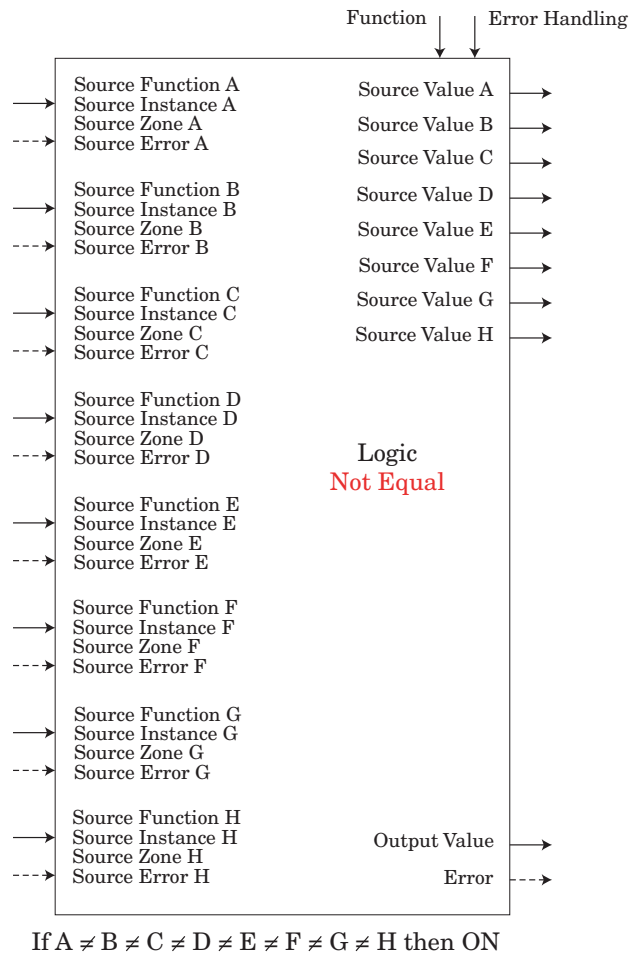 Function
Error Handling
Source Function A
Source Instance A
Source Zone A
Source Error A
Source Function B
Source Instance B
Source Zone B
Source Error B
Source Function C
Source Instance C
Source Zone C
Source Error C
Source Function D
Source Instance D
Source Zone D
Source Error D
Source Function E
Source Instance E
Source Zone E
Source Error E
Source Function F
Source Instance F
Source Zone F
Source Error F
Source Function G
Source Instance G
Source Zone G
Source Error G
Source Function H
Source Instance H
Source Zone H
Source Error H
Source Value A
Source Value B
Source Value C
Source Value D
Source Value E
Source Value F
Source Value G
Source Value H
Logic
Not Equal
Output Value
Error
If A ≠ B ≠ C ≠ D ≠ E ≠ F ≠ G ≠ H then ON